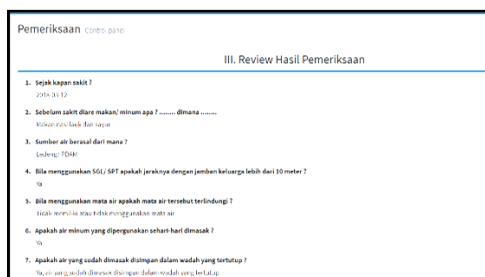 Pemeriksaan Control panel
III. Review Hasil Pemeriksaan
1. Sejak kapan sakit ?
2018-03-12
2. Sebelum sakit diare makan/ minum apa ? ........ dimana ........
Makan nasi lauk dan sayur
3. Sumber air berasal dari mana ?
Ledeng/ PDAM
4. Bila menggunakan SGL/ SPT apakah jaraknya dengan jamban keluarga lebih dari 10 meter ?
Ya
5. Bila menggunakan mata air apakah mata air tersebut terlindungi ?
Tidak memiliki atau tidak menggunakan mata air
6. Apakah air minum yang dipergunakan sehari-hari dimasak ?
Ya
7. Apakah air yang sudah dimasak disimpan dalam wadah yang tertutup ?
Ya, air yang sudah dimasak disimpan dalam wadah yang tertutup